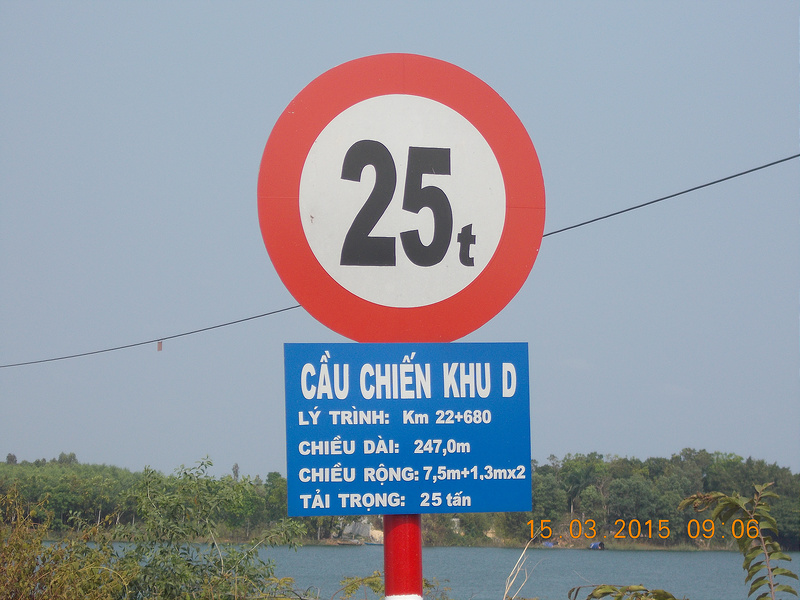 25t
CẦU CHIẾN KHU D
LÝ TRÌNH: Km 22+680
CHIỀU DÀI: 247,0m
CHIỀU RỘNG: 7,5m+1,3mx2
TẢI TRỌNG: 25 tấn
15.03.2015 09:06